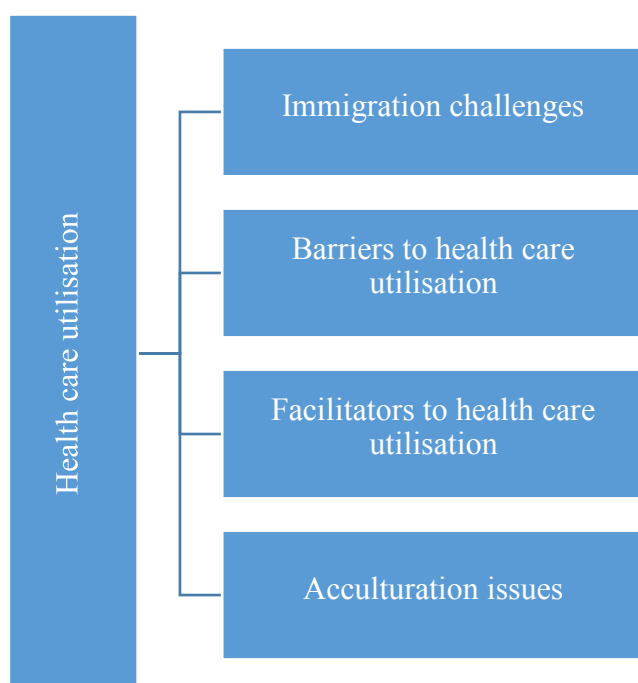 Health care utilisation
Immigration challenges
Barriers to health care
utilisation
Facilitators to health care
utilisation
Acculturation issues